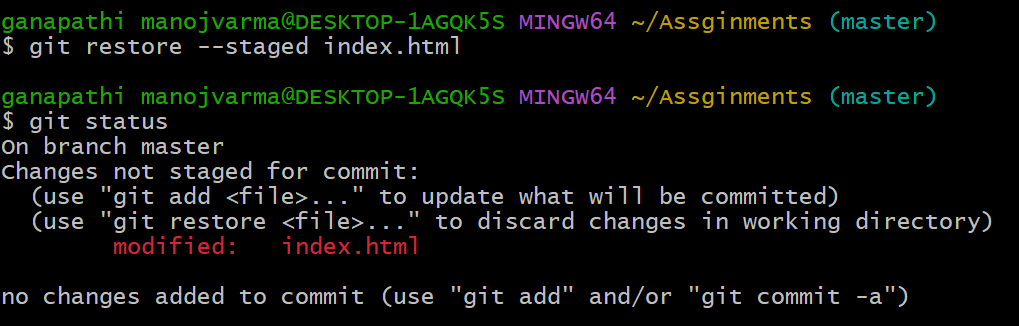 ganapathi manojvarma@DESKTOP-1AGQK5S MINGW64 ~/Assginments (master)
$ git restore --staged index.html
ganapathi manojvarma@DESKTOP-1AGQK5S MINGW64 ~/Assginments (master)
$ git status
On branch master
Changes not staged for commit:
  (use "git add <file>..." to update what will be committed)
  (use "git restore <file>..." to discard changes in working directory)
        modified:   index.html
no changes added to commit (use "git add" and/or "git commit -a")